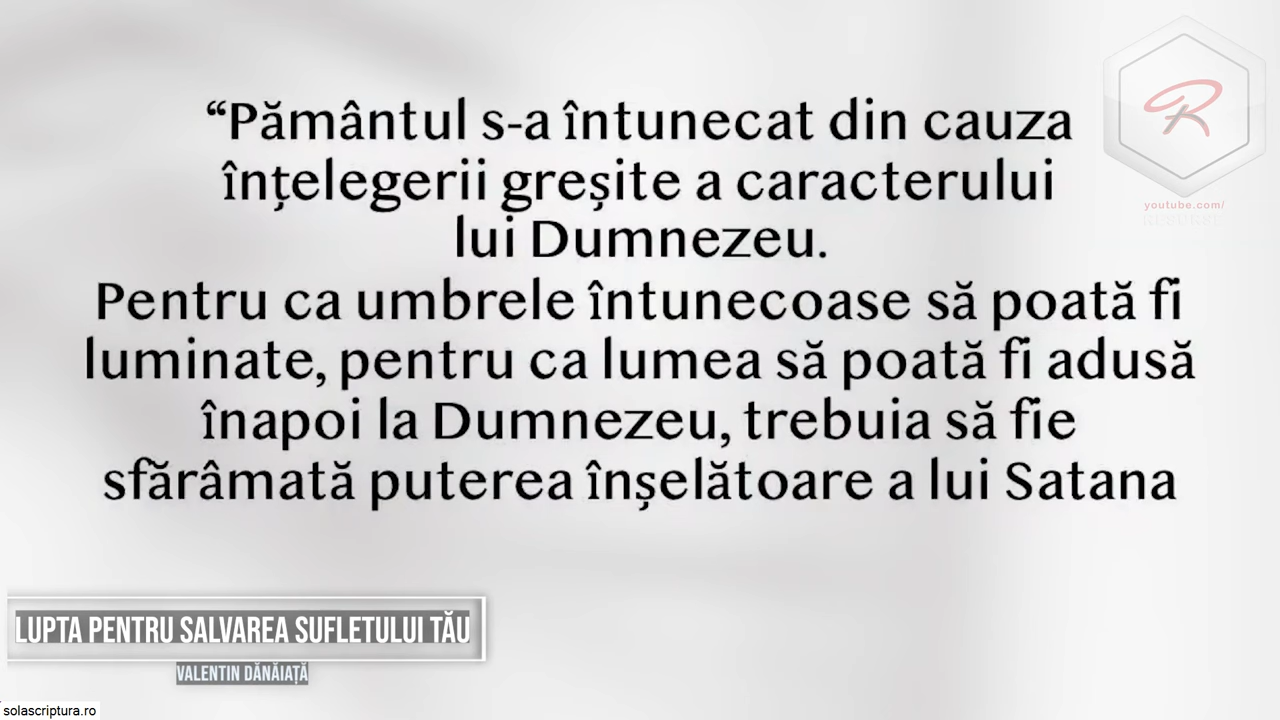 “Pământul s-a întunecat din cauza
înțelegerii greșite a caracterului
lui Dumnezeu.
Pentru ca umbrele întunecoase să poată fi
luminate, pentru ca lumea să poată fi adusă
înapoi la Dumnezeu, trebuia să fie
sfărâmată puterea înșelătoare a lui Satana
R
youtube.com/
RESURSE
LUPTA PENTRU SALVAREA SUFLETULUI TĂU
VALENTIN DĂNĂIAȚĂ
solascriptura.ro